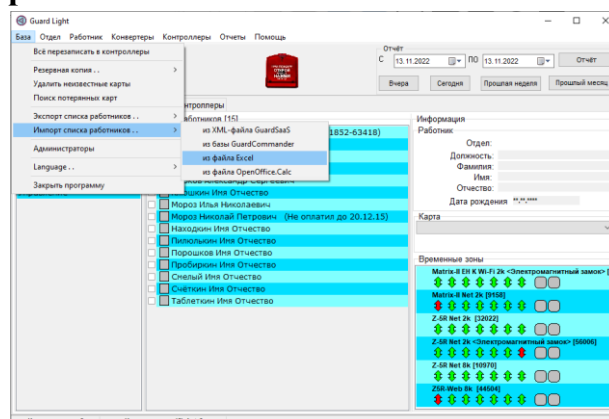 Guard Light
База Отдел Работник Конвертеры Контроллеры Отчеты Помощь
Всё перезаписать в контроллеры
Резервная копия . .
Удалить неизвестные карты
Поиск потерянных карт
Экспорт списка работников . .
Импорт списка работников . .
Администраторы
Language . .
Закрыть программу
из XML-файла GuardSaaS
из базы GuardCommander
из файла Excel
из файла OpenOffice.Calc
Отчёт
С 13.11.2022 ПО 13.11.2022 Отчёт
Вчера Сегодня Прошлая неделя Прошлый месяц
[15]
1852-63418)
Имя Отчество
Мороз Илья Николаевич
Мороз Николай Петрович (Не оплатил до 20.12.15)
Находкин Имя Отчество
Пилюлькин Имя Отчество
Порошков Имя Отчество
Пробиркин Имя Отчество
Смелый Имя Отчество
Счёткин Имя Отчество
Таблеткин Имя Отчество
Информация
Работник
Отдел:
Должность:
Фамилия:
Имя:
Отчество:
Дата рождения **.**.****
Карта
Временные зоны
Matrix-II EH K Wi-Fi 2k <Электромагнитный замок> [
Matrix-II Net 2k [9158]
Z-5R Net 2k [32022]
Z-5R Net 2k <Электромагнитный замок> [56006]
Z-5R Net 8k [10970]
Z5R-Web 8k [44504]